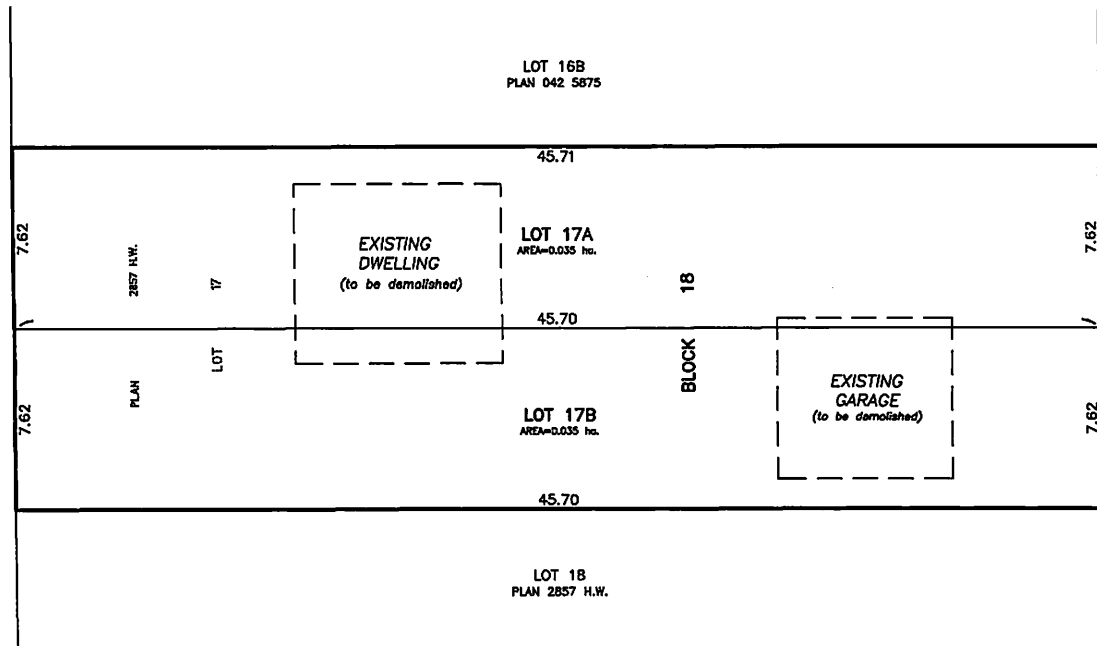 LOT 16B
PLAN 042 5875
45.71
7.62
2857 H.W.
17
EXISTING
DWELLING
(to be demolished)
LOT 17A
AREA=0.035 ha.
18
7.62
45.70
PLAN
LOT
BLOCK
7.62
LOT 17B
AREA=0.035 ha.
EXISTING
GARAGE
(to be demolished)
7.62
45.70
LOT 18
PLAN 2857 H.W.